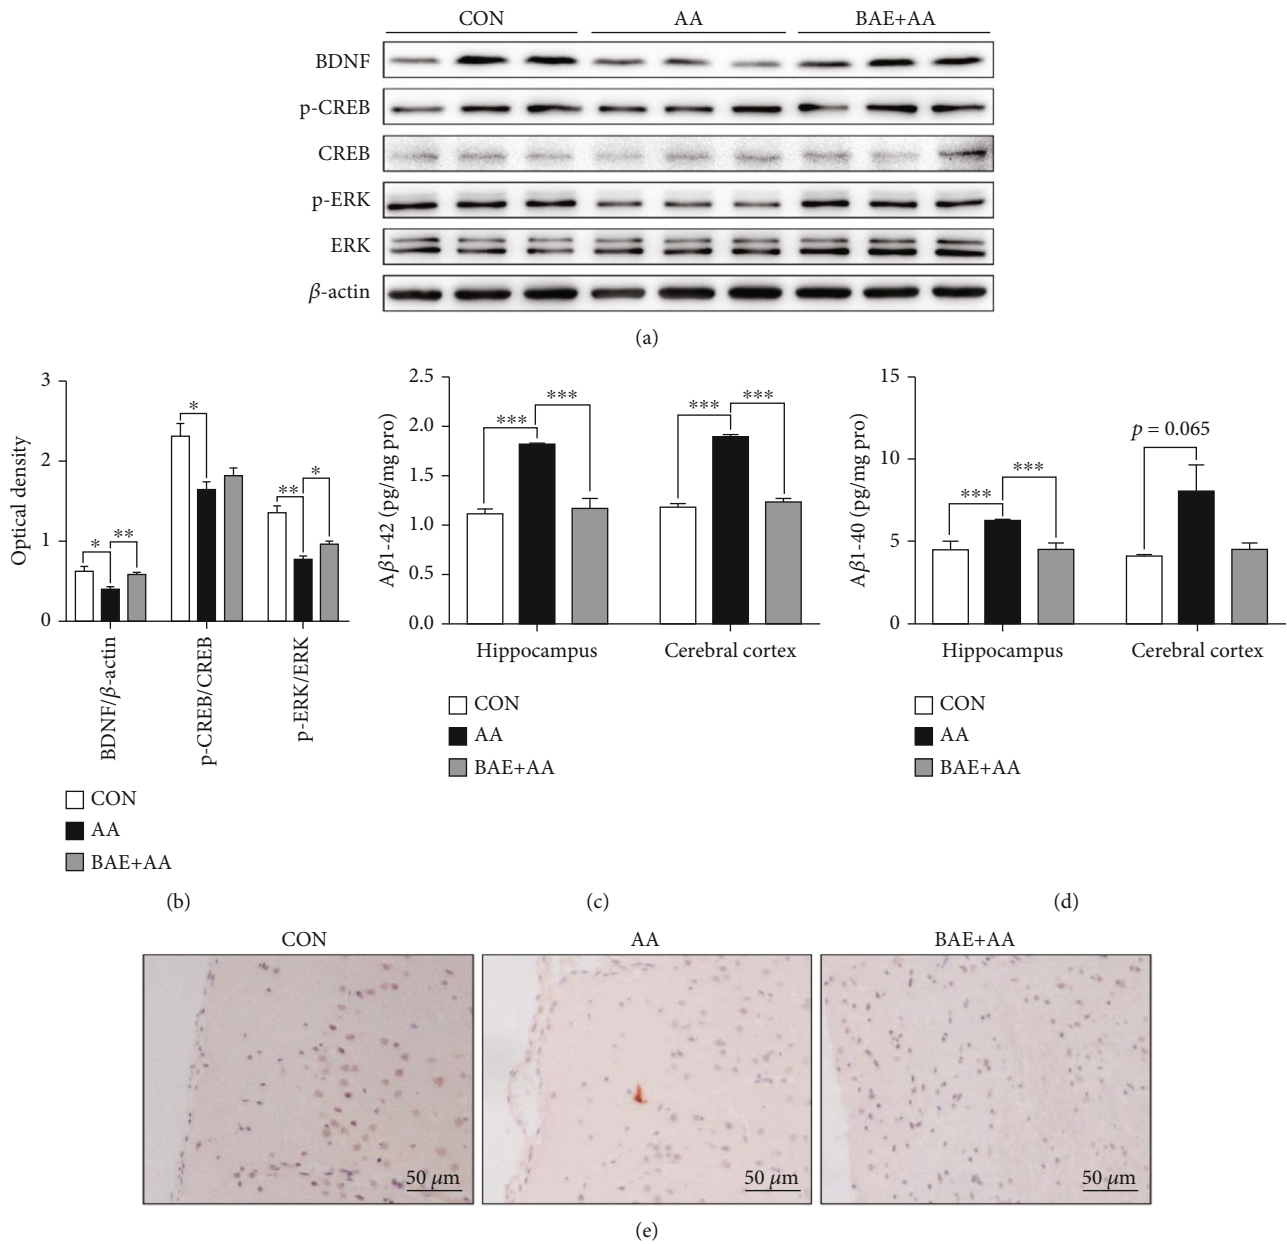 CON AA BAE+AA
BDNF
p-CREB
CREB
p-ERK
ERK
β-actin
(a)
Optical density
3
2
1
0
* ** * ** *
BDNF/β-actin
p-CREB/CREB
p-ERK/ERK
CON
AA
BAE+AA
(b)
Aβ1-42 (pg/mg pro)
2.5
2.0
1.5
1.0
0.5
0.0
*** *** *** ***
Hippocampus Cerebral cortex
CON
AA
BAE+AA
(c)
Aβ1-40 (pg/mg pro)
15
10
5
0
*** *** p = 0.065
Hippocampus Cerebral cortex
CON
AA
BAE+AA
(d)
CON AA BAE+AA
50 μm 50 μm 50 μm
(e)